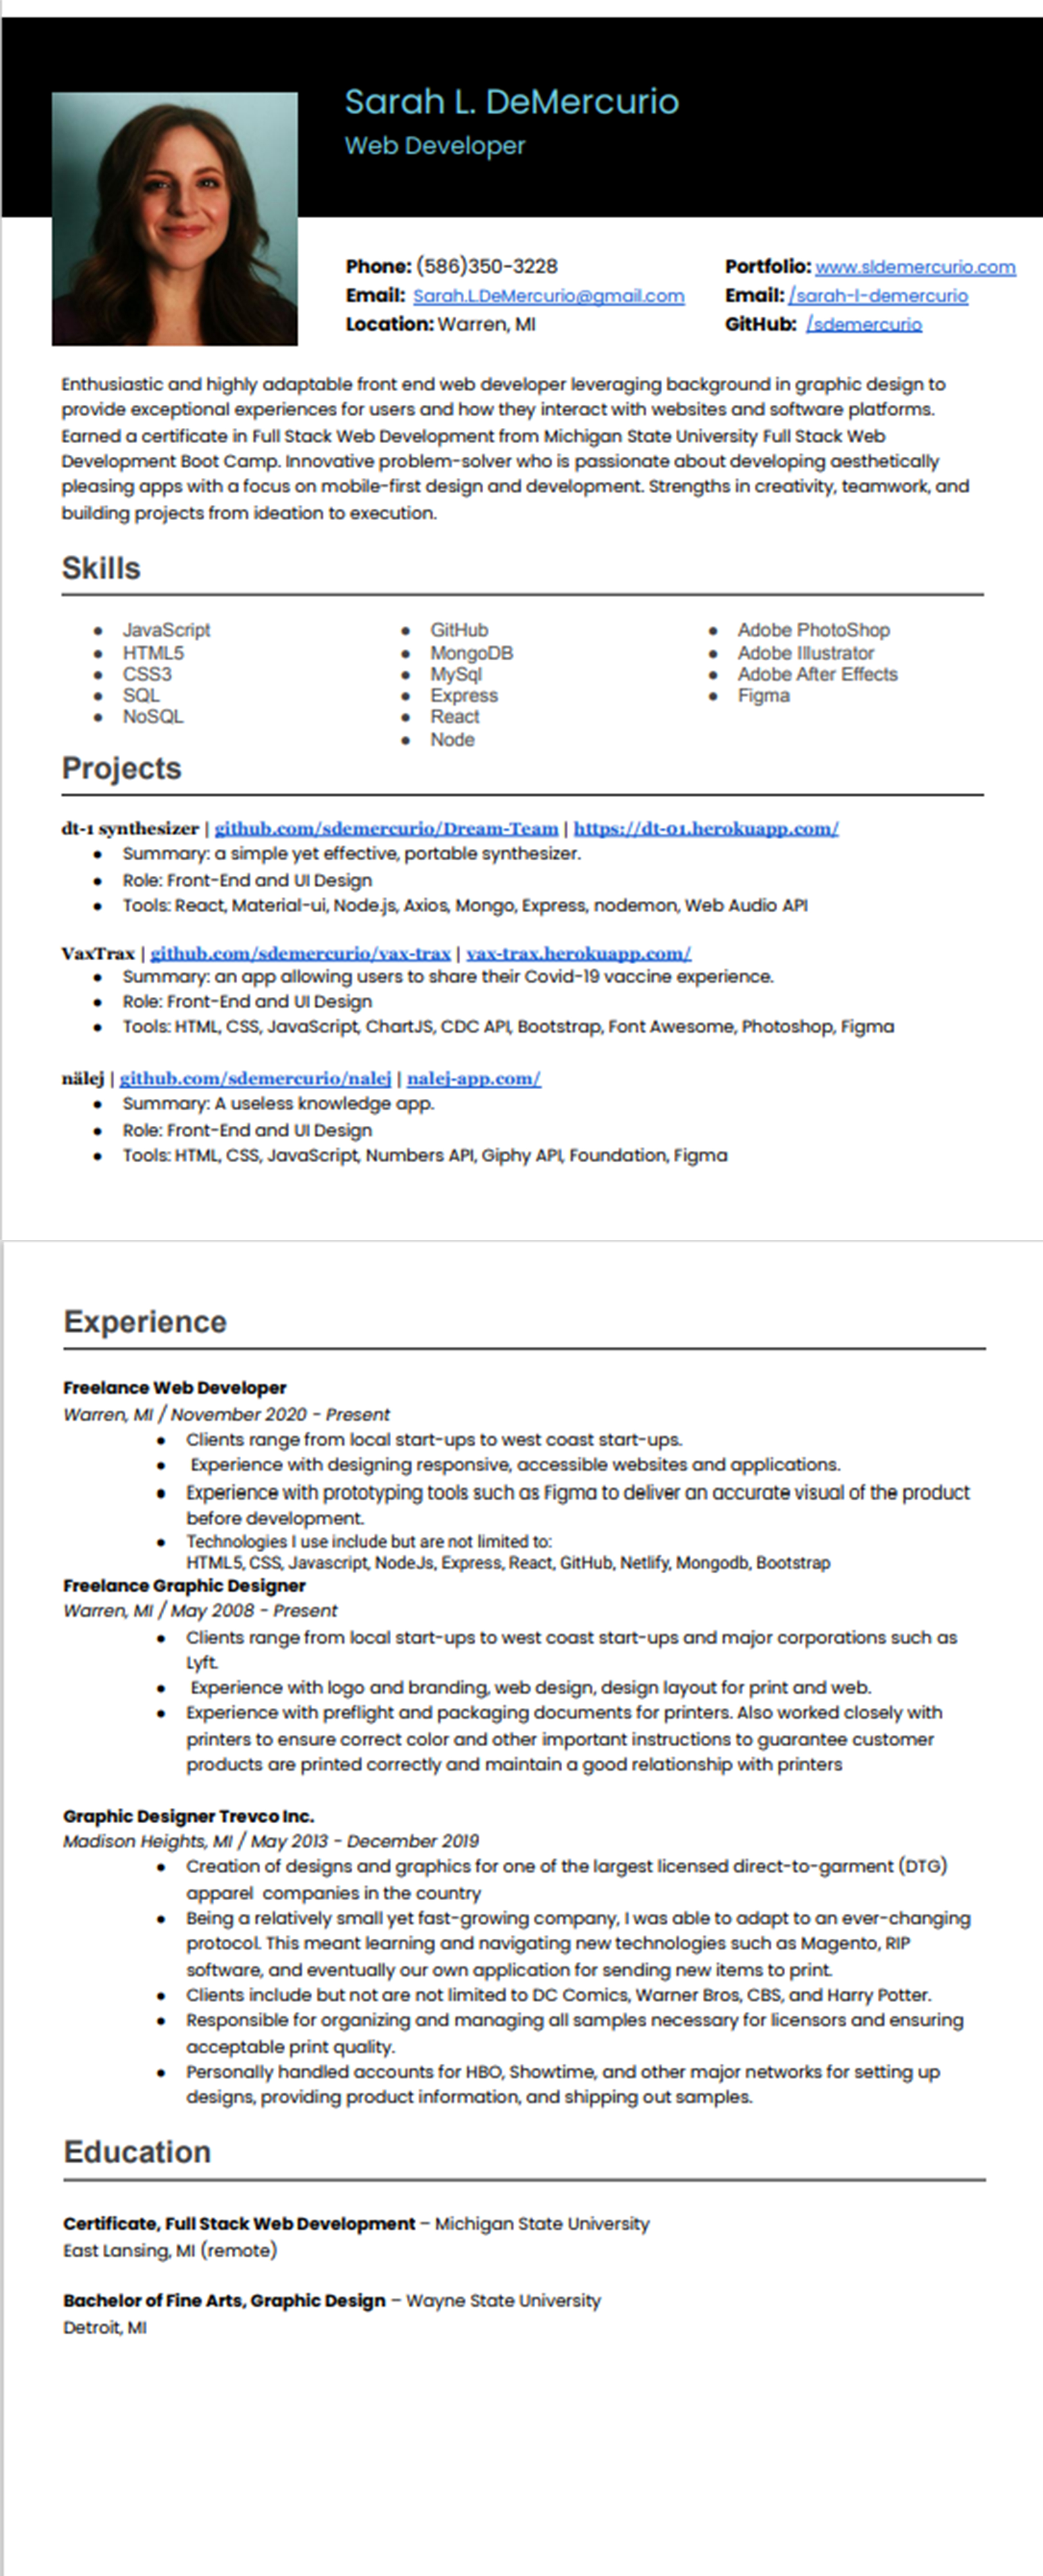 Sarah L. DeMercurio
Web Developer
Phone: (586)350-3228
Email: Sarah.L.DeMercurio@gmail.com
Location: Warren, MI
Portfolio: www.sldemercurio.com
Email: /sarah-l-demercurio
GitHub: /sdemercurio
Enthusiastic and highly adaptable front end web developer leveraging background in graphic design to
provide exceptional experiences for users and how they interact with websites and software platforms.
Earned a certificate in Full Stack Web Development from Michigan State University Full Stack Web
Development Boot Camp. Innovative problem-solver who is passionate about developing aesthetically
pleasing apps with a focus on mobile-first design and development. Strengths in creativity, teamwork, and
building projects from ideation to execution.
Skills
● JavaScript
● HTML5
● CSS3
● SQL
● NoSQL
● GitHub
● MongoDB
● MySql
● Express
● React
● Node
● Adobe PhotoShop
● Adobe Illustrator
● Adobe After Effects
● Figma
Projects
dt-1 synthesizer | github.com/sdemercurio/Dream-Team | https://dt-01.herokuapp.com/
● Summary: a simple yet effective, portable synthesizer.
● Role: Front-End and UI Design
● Tools: React, Material-ui, Node.js, Axios, Mongo, Express, nodemon, Web Audio API
VaxTrax | github.com/sdemercurio/vax-trax | vax-trax.herokuapp.com/
● Summary: an app allowing users to share their Covid-19 vaccine experience.
● Role: Front-End and UI Design
● Tools: HTML, CSS, JavaScript, ChartJS, CDC API, Bootstrap, Font Awesome, Photoshop, Figma
nälej | github.com/sdemercurio/nalej | nalej-app.com/
● Summary: A useless knowledge app.
● Role: Front-End and UI Design
● Tools: HTML, CSS, JavaScript, Numbers API, Giphy API, Foundation, Figma
Experience
Freelance Web Developer
Warren, MI / November 2020 - Present
● Clients range from local start-ups to west coast start-ups.
● Experience with designing responsive, accessible websites and applications.
● Experience with prototyping tools such as Figma to deliver an accurate visual of the product
before development.
● Technologies I use include but are not limited to:
HTML5, CSS, Javascript, NodeJs, Express, React, GitHub, Netlify, Mongodb, Bootstrap
Freelance Graphic Designer
Warren, MI / May 2008 - Present
● Clients range from local start-ups to west coast start-ups and major corporations such as
Lyft.
● Experience with logo and branding, web design, design layout for print and web.
● Experience with preflight and packaging documents for printers. Also worked closely with
printers to ensure correct color and other important instructions to guarantee customer
products are printed correctly and maintain a good relationship with printers
Graphic Designer Trevco Inc.
Madison Heights, MI / May 2013 - December 2019
● Creation of designs and graphics for one of the largest licensed direct-to-garment (DTG)
apparel companies in the country
● Being a relatively small yet fast-growing company, I was able to adapt to an ever-changing
protocol. This meant learning and navigating new technologies such as Magento, RIP
software, and eventually our own application for sending new items to print.
● Clients include but not are not limited to DC Comics, Warner Bros, CBS, and Harry Potter.
● Responsible for organizing and managing all samples necessary for licensors and ensuring
acceptable print quality.
● Personally handled accounts for HBO, Showtime, and other major networks for setting up
designs, providing product information, and shipping out samples.
Education
Certificate, Full Stack Web Development – Michigan State University
East Lansing, MI (remote)
Bachelor of Fine Arts, Graphic Design – Wayne State University
Detroit, MI